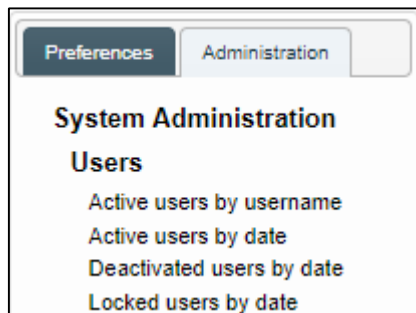 Preferences Administration
System Administration
Users
Active users by username
Active users by date
Deactivated users by date
Locked users by date